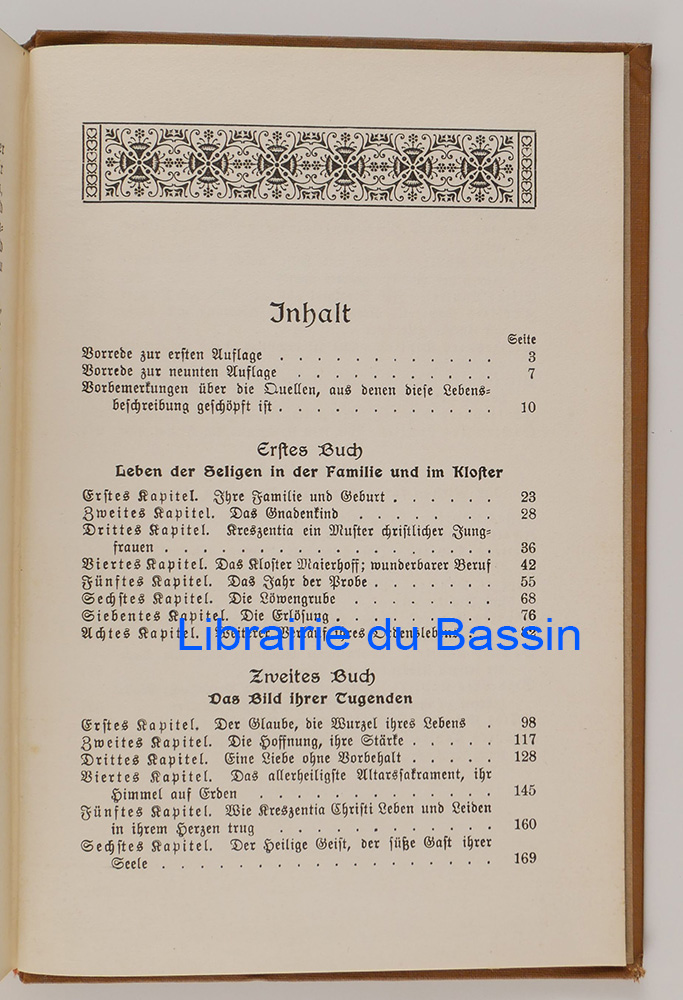 Inhalt
Seite
Vorrede zur ersten Auflage . . . . . . . . . . . . . 3
Vorrede zur neunten Auflage . . . . . . . . . . . . 7
Vorbemerkungen über die Quellen, aus denen diese Lebens=
beschreibung geschöpft ist . . . . . . . . . . . . . 10
Erstes Buch
Leben der Seligen in der Familie und im Kloster
Erstes Kapitel. Ihre Familie und Geburt . . . . . . 23
Zweites Kapitel. Das Gnadenkind . . . . . . . 28
Drittes Kapitel. Kreszentia ein Muster christlicher Jung=
frauen . . . . . . . . . . . . . . . . . . 36
Viertes Kapitel. Das Kloster Maierhoff; wunderbarer Beruf 42
Fünftes Kapitel. Das Jahr der Probe . . . . . . . 55
Sechstes Kapitel. Die Löwengrube . . . . . . . 68
Siebentes Kapitel. Die Erlösung . . . . . . . . 76
Achtes Kapitel. Weiterer Verlauf ihres Ordenslebens . . 82
Librairie du Bassin
Zweites Buch
Das Bild ihrer Tugenden
Erstes Kapitel. Der Glaube, die Wurzel ihres Lebens . 98
Zweites Kapitel. Die Hoffnung, ihre Stärke . . . . . 117
Drittes Kapitel. Eine Liebe ohne Vorbehalt . . . . . 128
Viertes Kapitel. Das allerheiligste Altarssakrament, ihr
Himmel auf Erden . . . . . . . . . . . . . 145
Fünftes Kapitel. Wie Kreszentia Christi Leben und Leiden
in ihrem Herzen trug . . . . . . . . . . . . 160
Sechstes Kapitel. Der Heilige Geist, der süße Gast ihrer
Seele . . . . . . . . . . . . . . . . . . 169